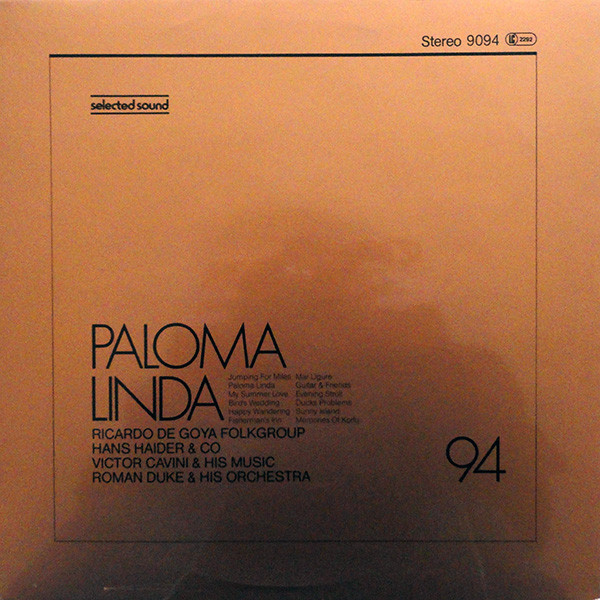 Stereo 9094 2292
selected sound
PALOMA
LINDA
Jumping For Miles
Paloma Linda
My Summer Love
Bird's Wedding
Happy Wandering
Fisherman's Inn
Mar Ligure
Guitar & Friends
Evening Stroll
Ducks Problems
Sunny Island
Memories Of Korfu
RICARDO DE GOYA FOLKGROUP
HANS HAIDER & CO
VICTOR CAVINI & HIS MUSIC
ROMAN DUKE & HIS ORCHESTRA
94